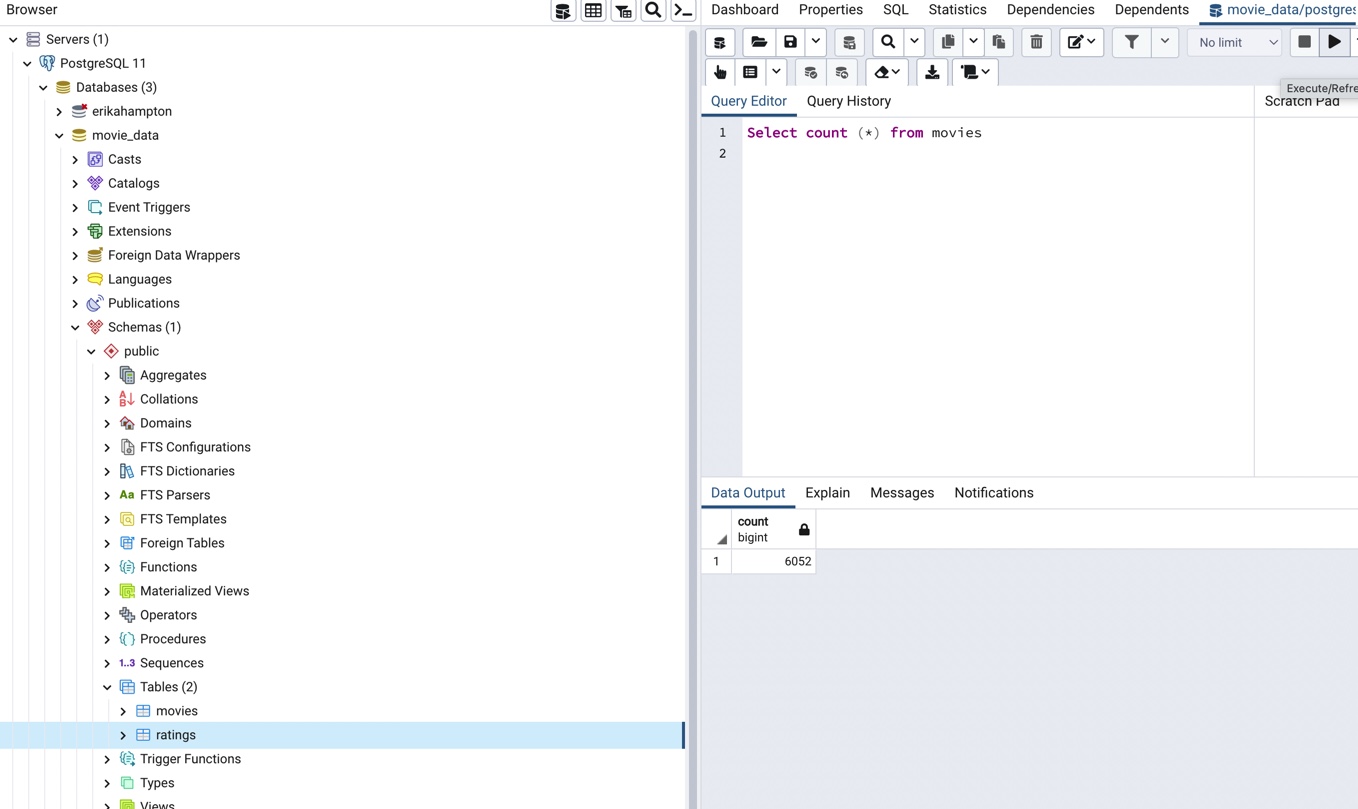 Browser
Servers (1)
PostgreSQL 11
Databases (3)
erikahampton
movie_data
Casts
Catalogs
Event Triggers
Extensions
Foreign Data Wrappers
Languages
Publications
Schemas (1)
public
Aggregates
Collations
Domains
FTS Configurations
FTS Dictionaries
Aa FTS Parsers
FTS Templates
Foreign Tables
Functions
Materialized Views
Operators
Procedures
1..3 Sequences
Tables (2)
movies
ratings
Trigger Functions
Types
Views
Dashboard Properties SQL Statistics Dependencies Dependents movie_data/postgres
No limit
Execute/Refre
Query Editor Query History Scratch Pad
1 Select count (*) from movies
2
Data Output Explain Messages Notifications
count
bigint
1 6052